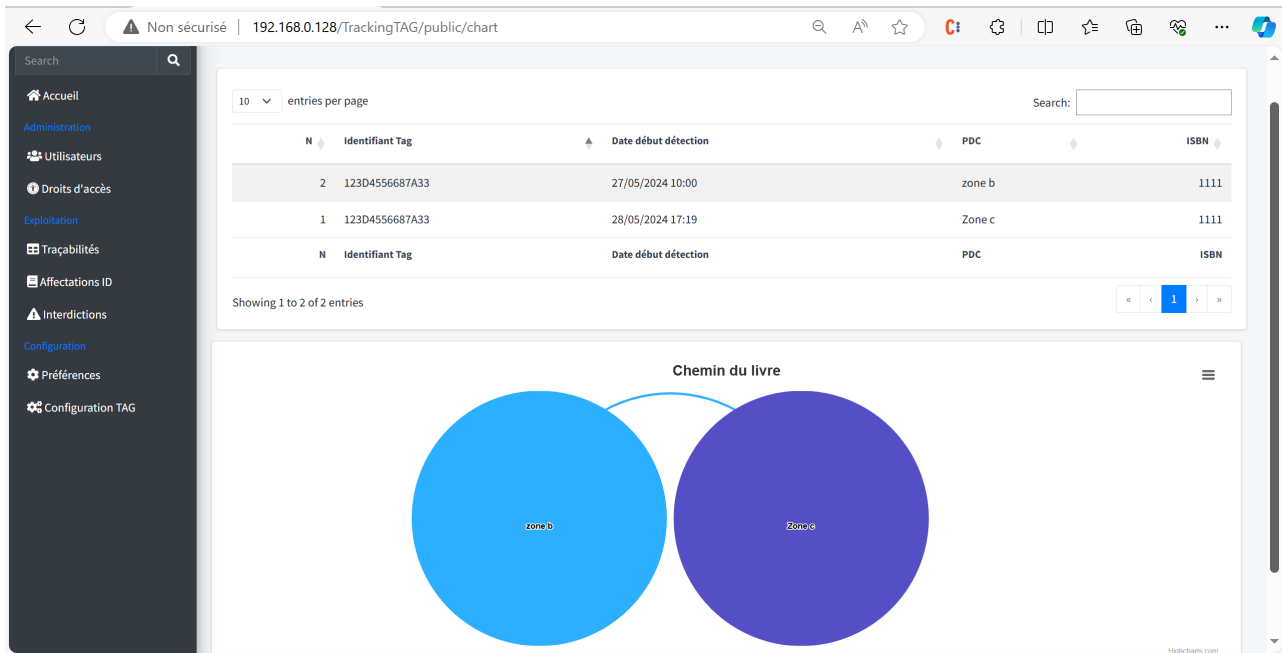 Non sécurisé 192.168.0.128/TrackingTAG/public/chart
Search
Accueil
Administration
Utilisateurs
Droits d'accès
Exploitation
Traçabilités
Affectations ID
Interdictions
Configuration
Préférences
Configuration TAG
10 entries per page
Search:
N Identifiant Tag Date début détection PDC ISBN
2 123D4556687A33 27/05/2024 10:00 zone b 1111
1 123D4556687A33 28/05/2024 17:19 Zone c 1111
N Identifiant Tag Date début détection PDC ISBN
Showing 1 to 2 of 2 entries
« ‹ 1 › »
Chemin du livre
zone b
Zone c
Highcharts.com